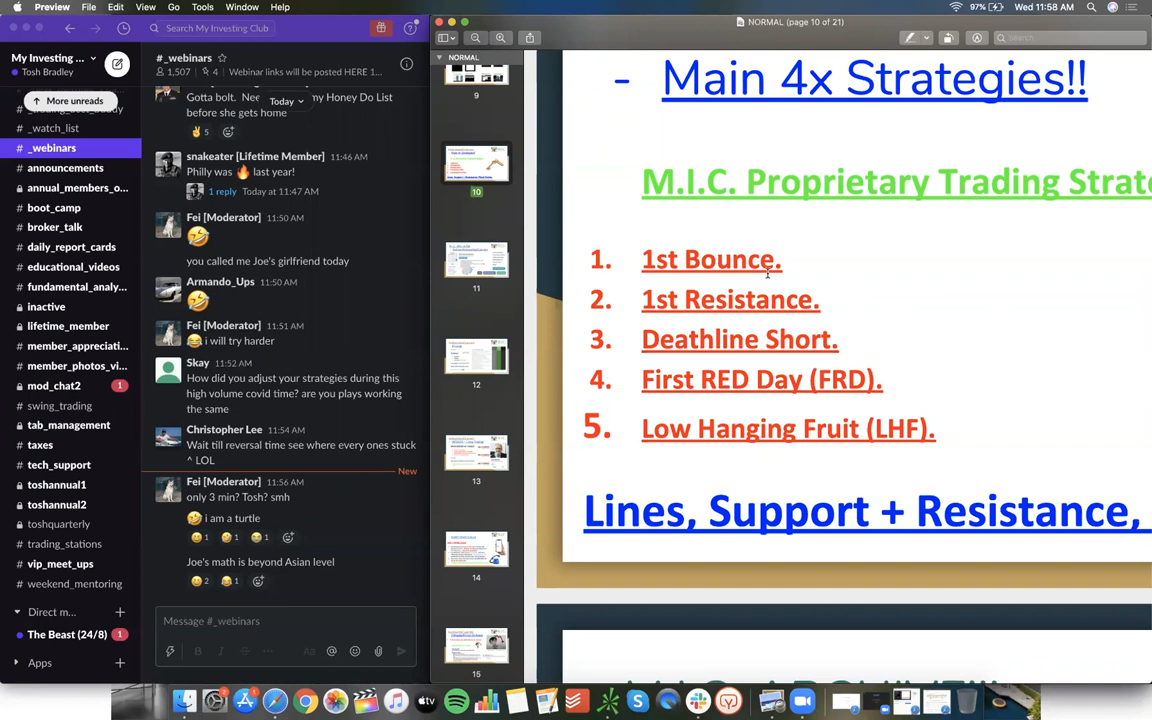 Preview File Edit View Go Tools Window Help
97% Wed 11:58 AM
Search My Investing Club
My Investing ...
Tosh Bradley
More unreads
_watch_list
# _webinars
# announcements
# annual_members_o...
# boot_camp
# broker_talk
# daily_report_cards
# educational_videos
# fundamental_analy...
inactive
lifetime_member
# member_appreciati...
# member_photos_vi...
mod_chat2 1
# swing_trading
# tab_management
# taxes
# tech_support
# toshannual1
# toshannual2
# toshquarterly
# trading_stations
# vip_meet_ups
# weekend_mentoring
Direct m...
The Beast (24/8) 1
Apps
#_webinars
1,507 4 Webinar links will be posted HERE 1...
Today
Gotta bolt. Nee my Honey Do List
before she gets home
5
snakeater [Lifetime Member] 11:46 AM
Philly was 🔥 last year!
1 reply Today at 11:47 AM
Fei [Moderator] 11:50 AM
🤣
you called me Joe's girlfriend today
Armando_Ups 11:50 AM
🤣
Fei [Moderator] 11:51 AM
😂 i will try harder
Skay 11:52 AM
How did you adjust your strategies during this
high volume covid time? are you plays working
the same
Christopher Lee 11:54 AM
Wait till reversal time see where every ones stuck
^ LOL
New
Fei [Moderator] 11:56 AM
only 3 min? Tosh? smh
🤣 i am a turtle
1 1 1
Joe's math is beyond Asian level
2 1
Message #_webinars
NORMAL (page 10 of 21)
Search
NORMAL
9
10
11
12
13
14
15
- Main 4x Strategies!!
M.I.C. Proprietary Trading Strate
1. 1st Bounce.
2. 1st Resistance.
3. Deathline Short.
4. First RED Day (FRD).
5. Low Hanging Fruit (LHF).
Lines, Support + Resistance,